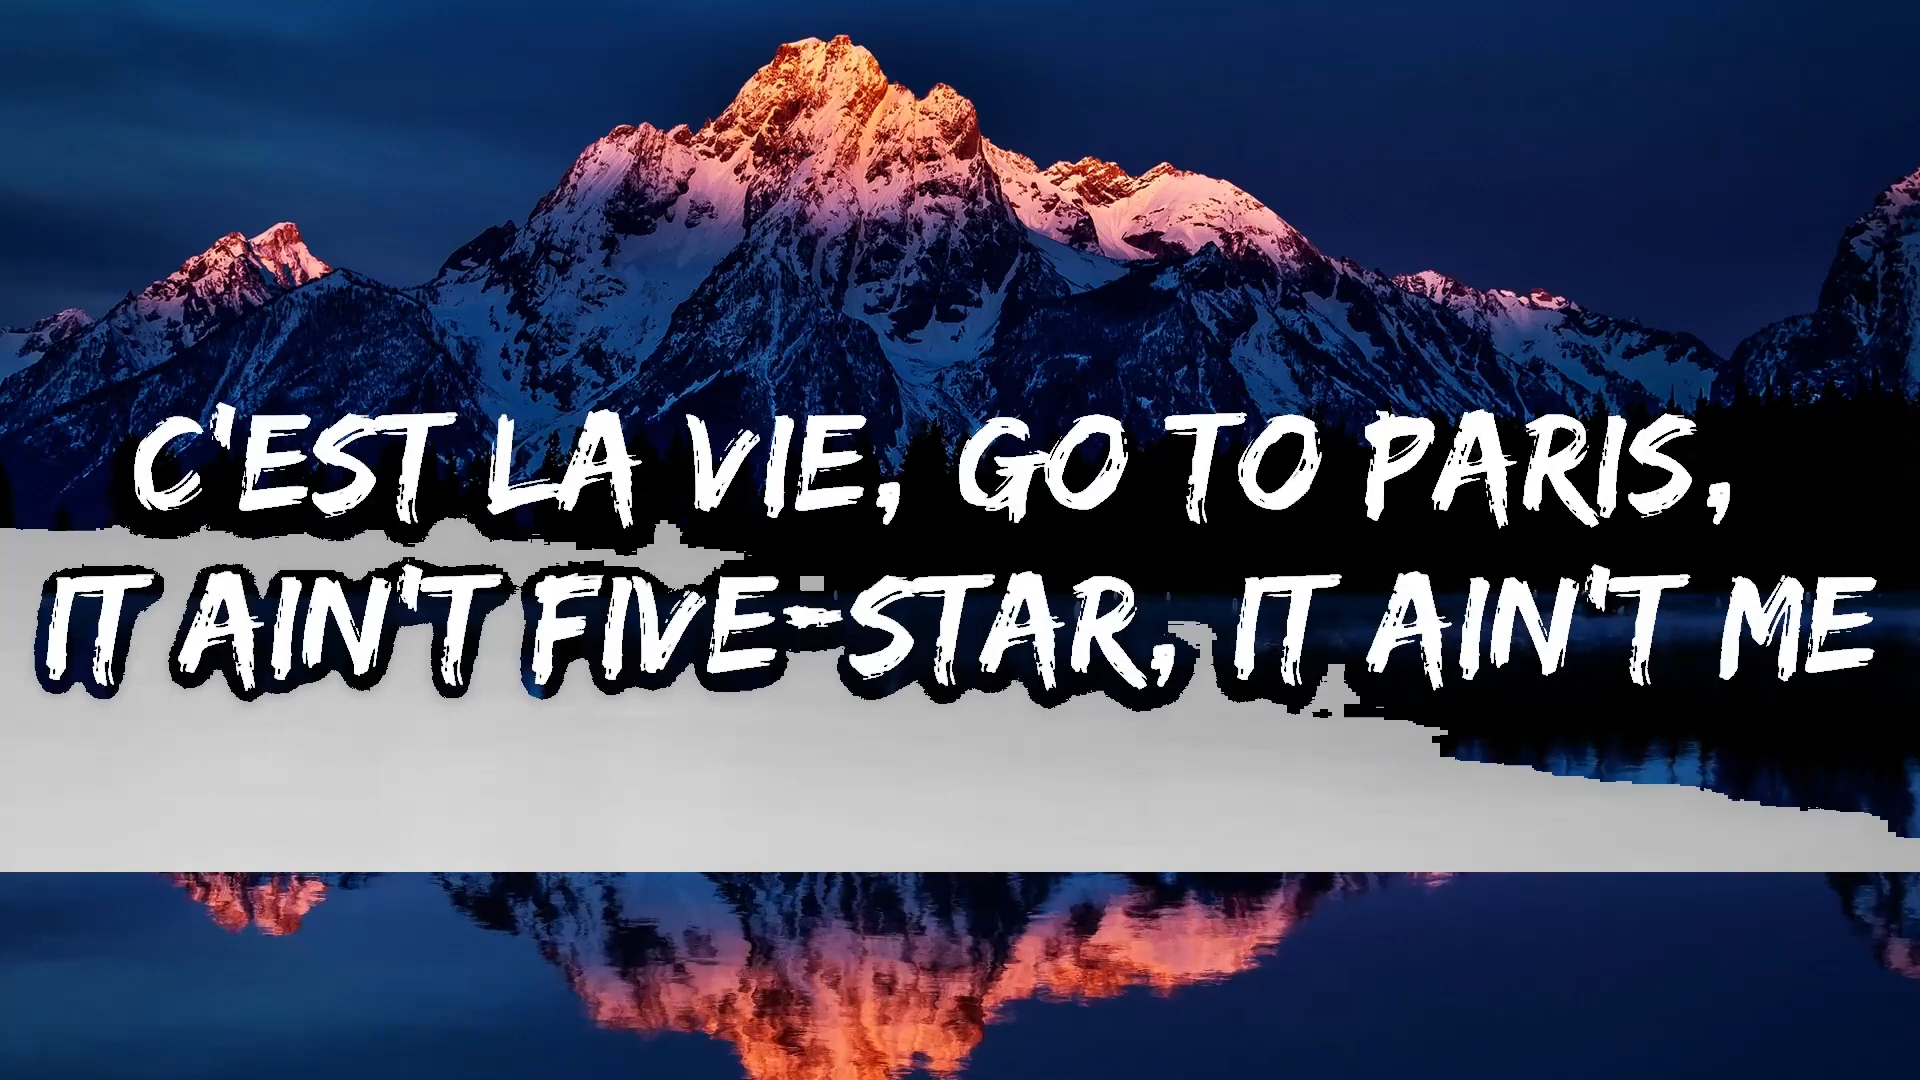 C'EST LA VIE, GO TO PARIS,
IT AIN'T FIVE-STAR, IT AIN'T ME